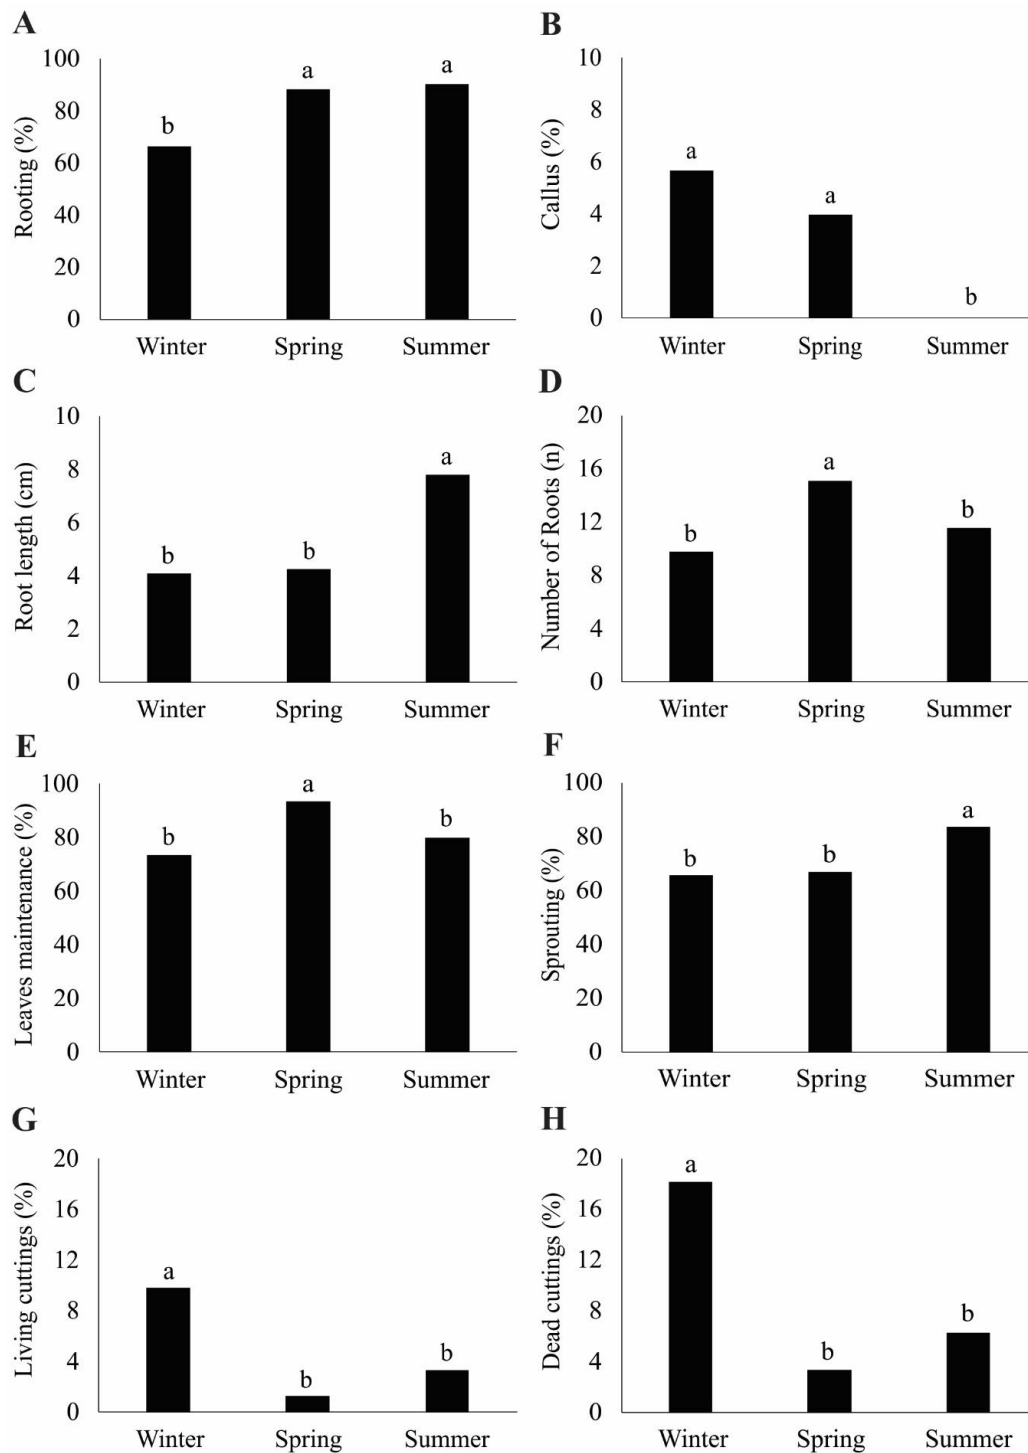 A
Rooting (%)
100
80
60
40
20
0
b
a
a
Winter Spring Summer
B
Callus (%)
10
8
6
4
2
0
a
a
b
Winter Spring Summer
C
Root length (cm)
10
8
6
4
2
0
b
b
a
Winter Spring Summer
D
Number of Roots (n)
20
16
12
8
4
0
b
a
b
Winter Spring Summer
E
Leaves maintenance (%)
100
80
60
40
20
0
b
a
b
Winter Spring Summer
F
Sprouting (%)
100
80
60
40
20
0
b
b
a
Winter Spring Summer
G
Living cuttings (%)
20
16
12
8
4
0
a
b
b
Winter Spring Summer
H
Dead cuttings (%)
20
16
12
8
4
0
a
b
b
Winter Spring Summer